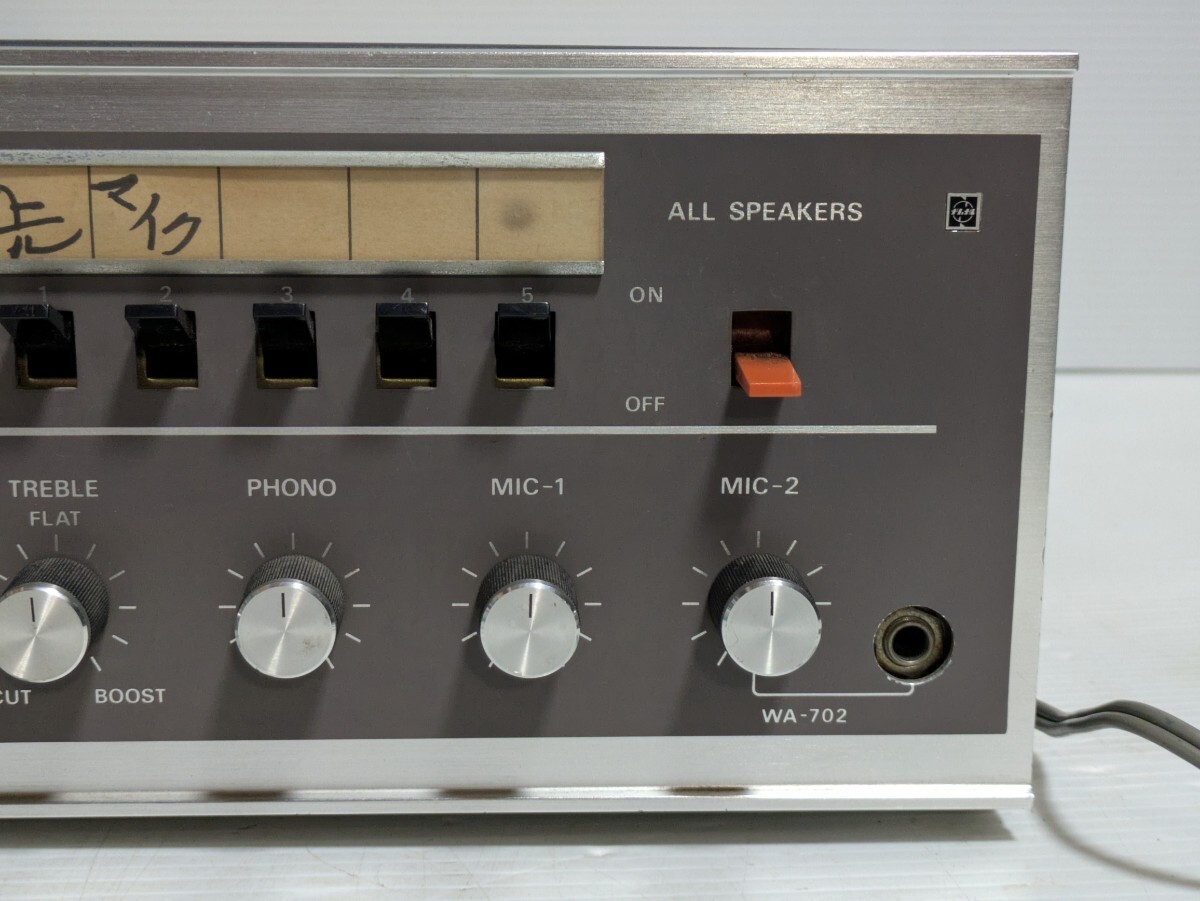 マイク
ALL SPEAKERS
1 2 3 4 5
ON
OFF
TREBLE
FLAT
PHONO
MIC-1
MIC-2
CUT
BOOST
WA-702